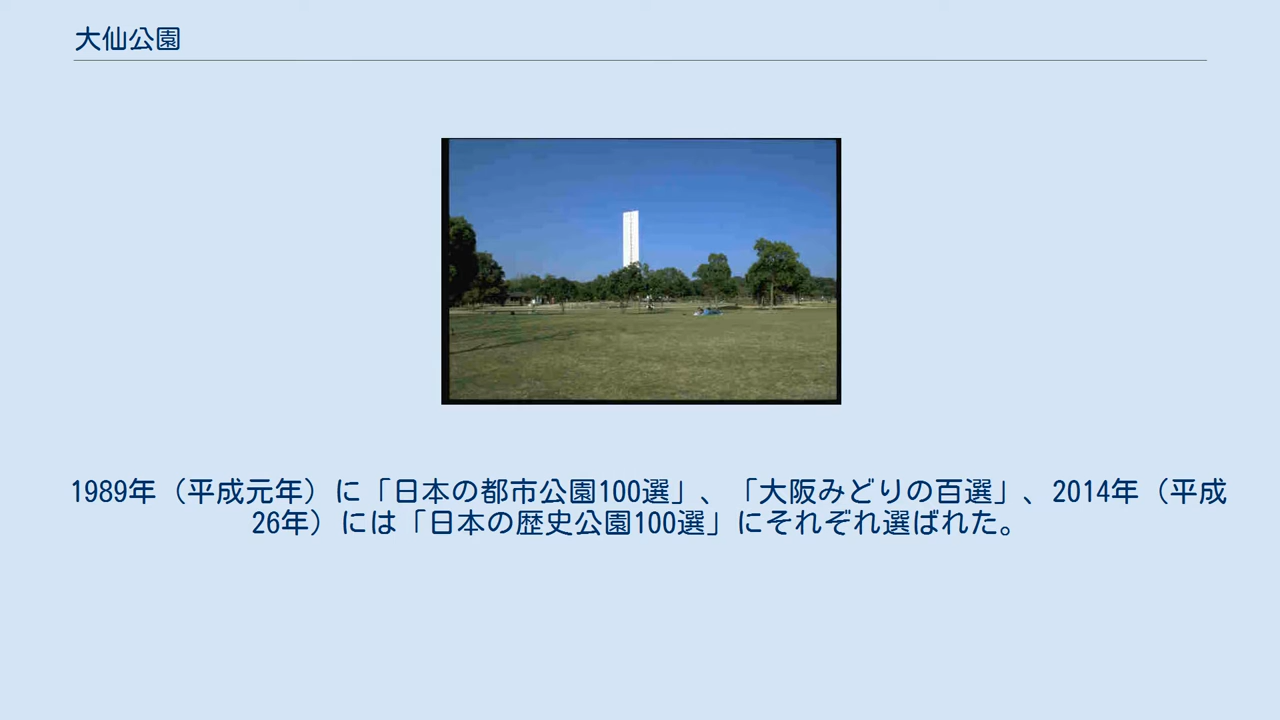 大仙公園
1989年（平成元年）に「日本の都市公園100選」、「大阪みどりの百選」、2014年（平成
26年）には「日本の歴史公園100選」にそれぞれ選ばれた。